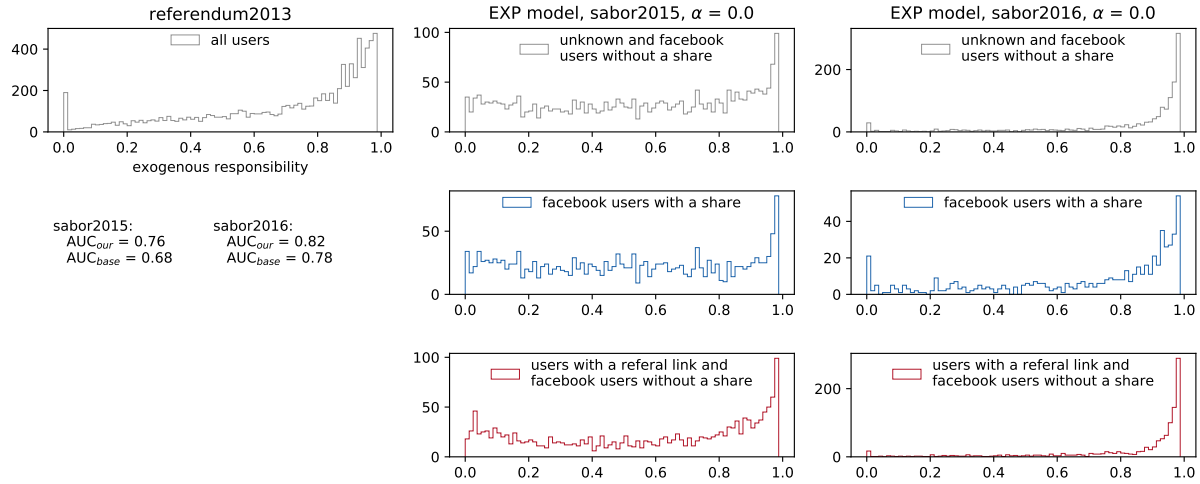 referendum2013
all users
400
200
0
0.0 0.2 0.4 0.6 0.8 1.0
exogenous responsibility
EXP model, sabor2015, α = 0.0
unknown and facebook
users without a share
100
50
0
0.0 0.2 0.4 0.6 0.8 1.0
EXP model, sabor2016, α = 0.0
unknown and facebook
users without a share
200
0
0.0 0.2 0.4 0.6 0.8 1.0
sabor2015:
AUCour = 0.76
AUCbase = 0.68
sabor2016:
AUCour = 0.82
AUCbase = 0.78
facebook users with a share
50
0
0.0 0.2 0.4 0.6 0.8 1.0
facebook users with a share
40
20
0
0.0 0.2 0.4 0.6 0.8 1.0
users with a referal link and
facebook users without a share
100
50
0
0.0 0.2 0.4 0.6 0.8 1.0
users with a referal link and
facebook users without a share
200
0
0.0 0.2 0.4 0.6 0.8 1.0